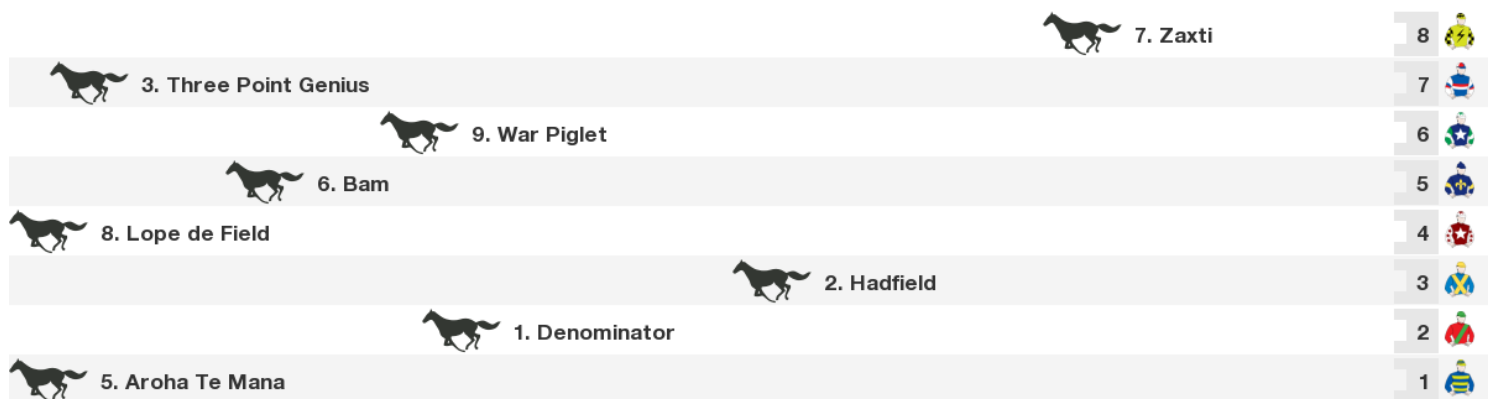 7. Zaxti 8
3. Three Point Genius 7
9. War Piglet 6
6. Bam 5
8. Lope de Field 4
2. Hadfield 3
1. Denominator 2
5. Aroha Te Mana 1